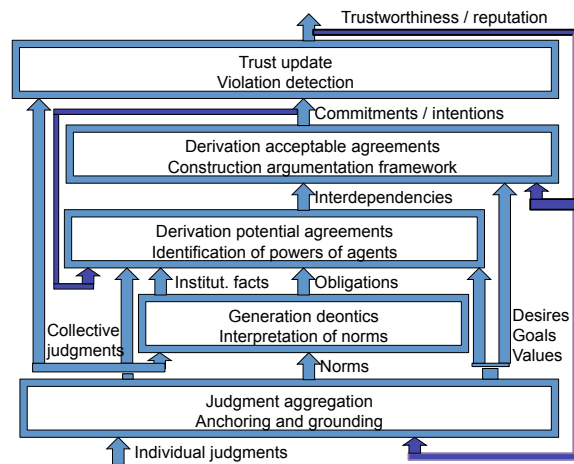 Trustworthiness / reputation
Trust update
Violation detection
Commitments / intentions
Derivation acceptable agreements
Construction argumentation framework
Interdependencies
Derivation potential agreements
Identification of powers of agents
Institut. facts
Obligations
Generation deontics
Interpretation of norms
Collective
judgments
Desires
Goals
Values
Norms
Judgment aggregation
Anchoring and grounding
Individual judgments